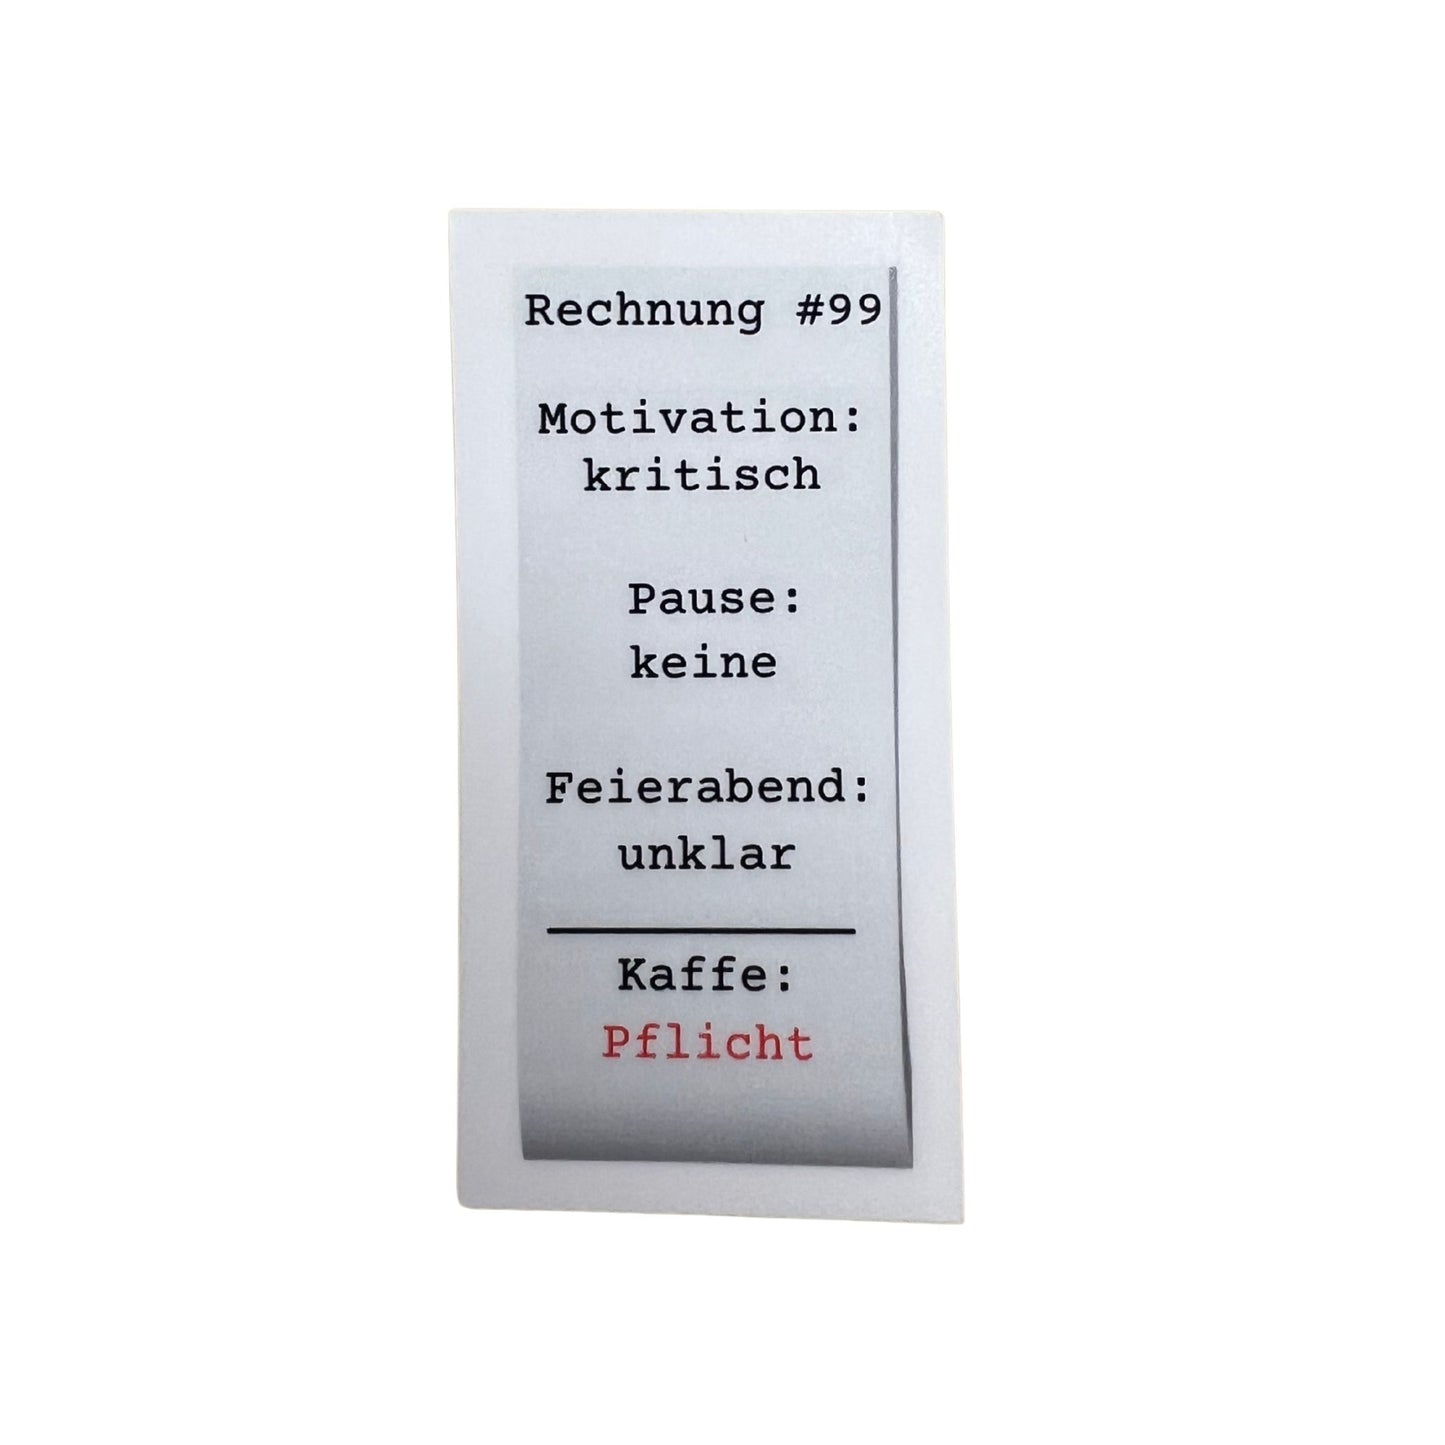 Rechnung #99
Motivation:
kritisch
Pause:
keine
Feierabend:
unklar
Kaffe:
Pflicht